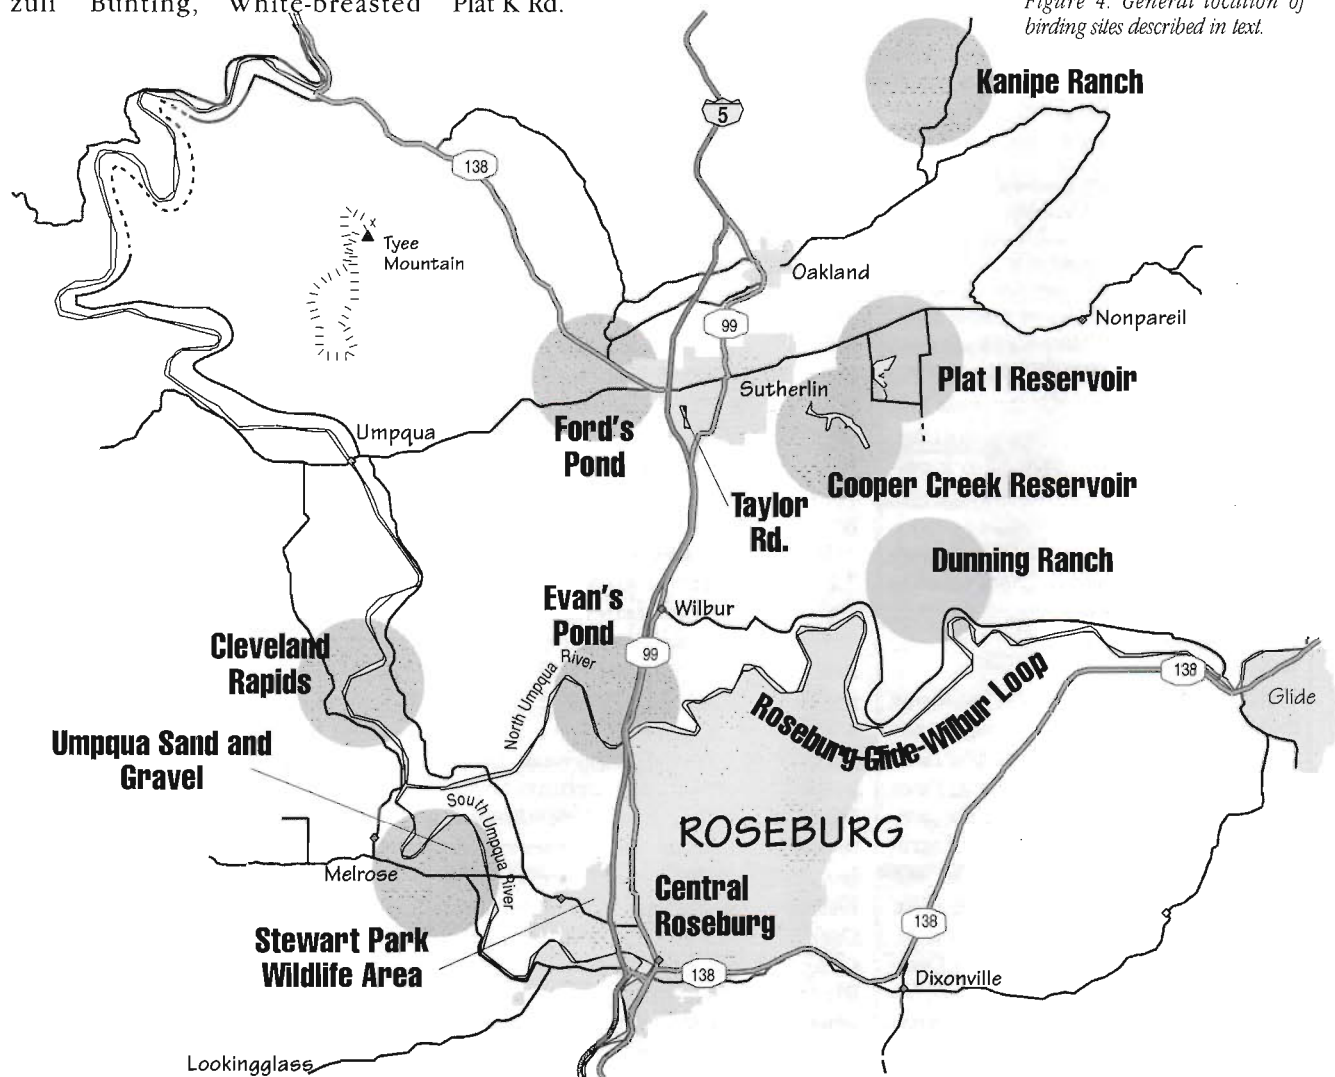 zuli Bunting, White-breasted Plat K Rd.
Figure 4. General location of
birding sites described in text.
Kanipe Ranch
5
138
Tyee
Mountain
Oakland
99
Nonpareil
Plat I Reservoir
Sutherlin
Ford's
Pond
Umpqua
Cooper Creek Reservoir
Taylor
Rd.
Dunning Ranch
Evan's
Pond
Wilbur
Cleveland
Rapids
99
North Umpqua River
138
Roseburg-Glide-Wilbur Loop
Glide
Umpqua Sand and
Gravel
South Umpqua River
ROSEBURG
Melrose
Central
Roseburg
138
Stewart Park
Wildlife Area
138
Dixonville
Lookingglass